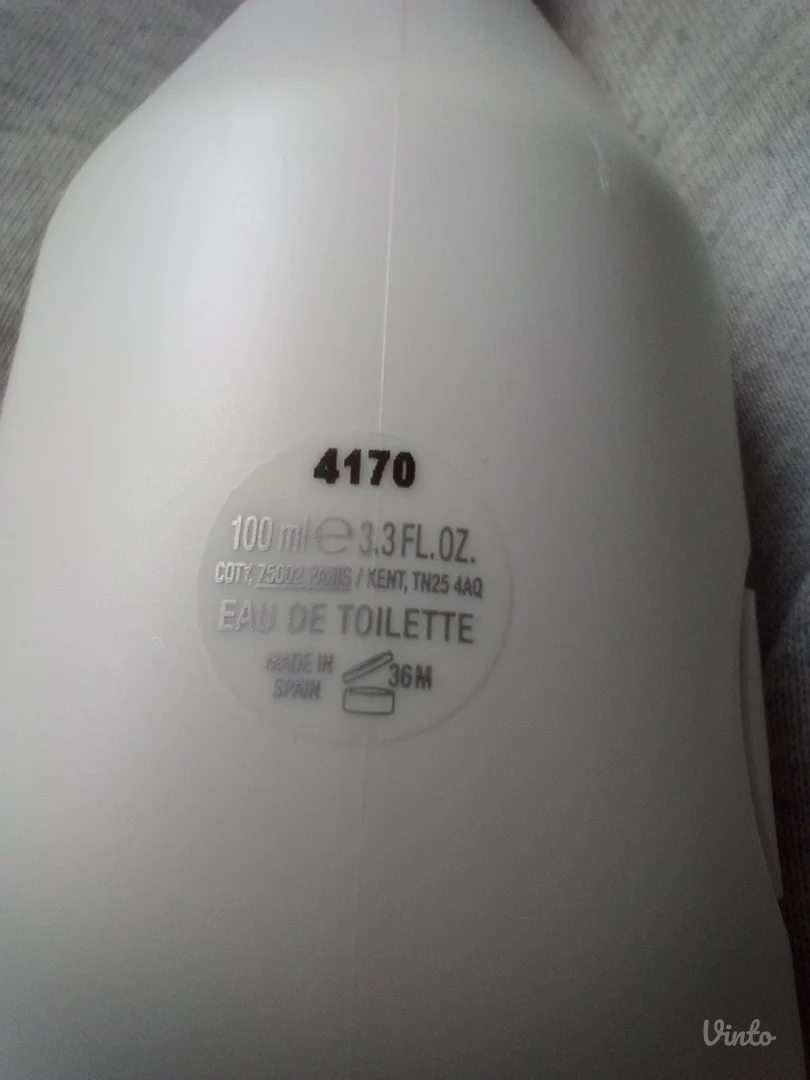 4170
100 ml ℮ 3.3 FL. OZ.
COTY, 75002 PARIS / KENT, TN25 4AQ
EAU DE TOILETTE
MADE IN
SPAIN
36M
Vinto